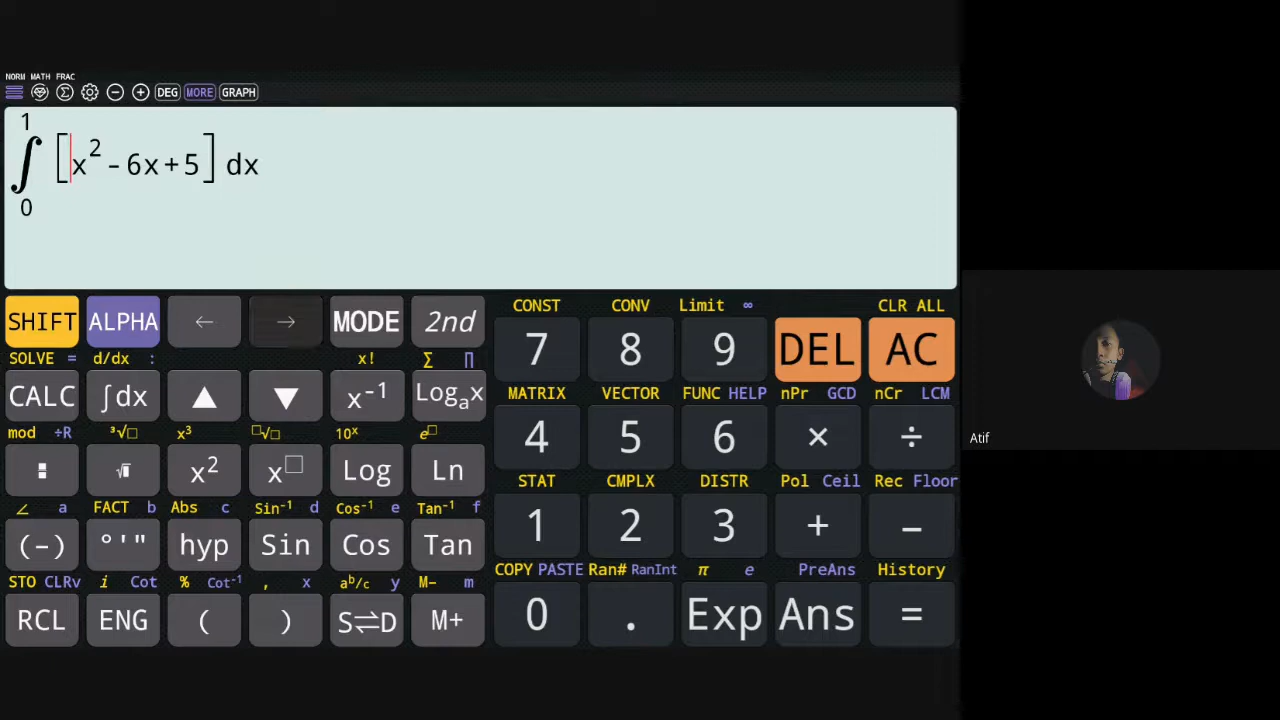 NORM MATH FRAC
DEG MORE GRAPH
1
∫ [x² - 6x + 5] dx
0
CONST CONV Limit ∞ CLR ALL
SHIFT ALPHA ← → MODE 2nd 7 8 9 DEL AC
SOLVE = d/dx : x! Σ ∏
CALC ∫dx ▲ ▼ x⁻¹ Logₐx
MATRIX VECTOR FUNC HELP nPr GCD nCr LCM
4 5 6 × ÷
mod ÷R ³√□ x³ □√□ 10ˣ e□
x² x□ Log Ln
STAT CMPLX DISTR Pol Ceil Rec Floor
1 2 3 + −
∠ a FACT b Abs c Sin⁻¹ d Cos⁻¹ e Tan⁻¹ f
(-) °'" hyp Sin Cos Tan
COPY PASTE Ran# RanInt π e PreAns History
STO CLRv i Cot % Cot⁻¹ , x aᵇ/c y M- m
RCL ENG ( ) S⇌D M+ 0 . Exp Ans =
Atif